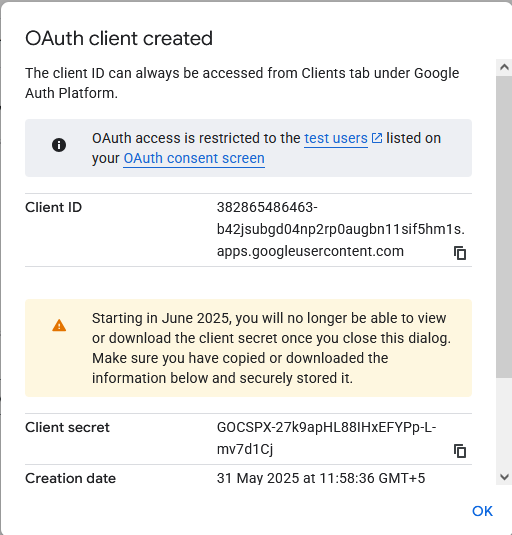 OAuth client created
The client ID can always be accessed from Clients tab under Google
Auth Platform.
OAuth access is restricted to the test users listed on
your OAuth consent screen
Client ID
382865486463-
b42jsubgd04np2rp0augbn11sif5hm1s.
apps.googleusercontent.com
Starting in June 2025, you will no longer be able to view
or download the client secret once you close this dialog.
Make sure you have copied or downloaded the
information below and securely stored it.
Client secret
GOCSPX-27k9apHL88IHxEFYPp-L-
mv7d1Cj
Creation date
31 May 2025 at 11:58:36 GMT+5
OK